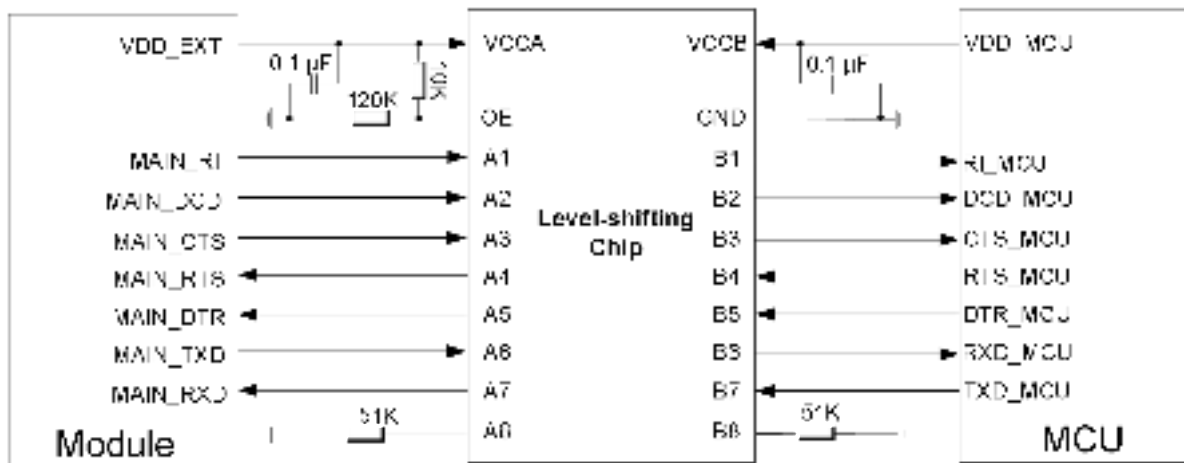 VDD_EXT
VCCA
VCCB
VDD_MCU
0.1 µF
0.1 µF
10K
120K
OE
GND
MAIN_RI
A1
B1
RI_MCU
MAIN_DCD
A2
B2
DCD_MCU
Level-shifting
Chip
MAIN_CTS
A3
B3
CTS_MCU
MAIN_RTS
A4
B4
RTS_MCU
MAIN_DTR
A5
B5
DTR_MCU
MAIN_TXD
A6
B6
RXD_MCU
MAIN_RXD
A7
B7
TXD_MCU
51K
51K
A8
B8
Module
MCU